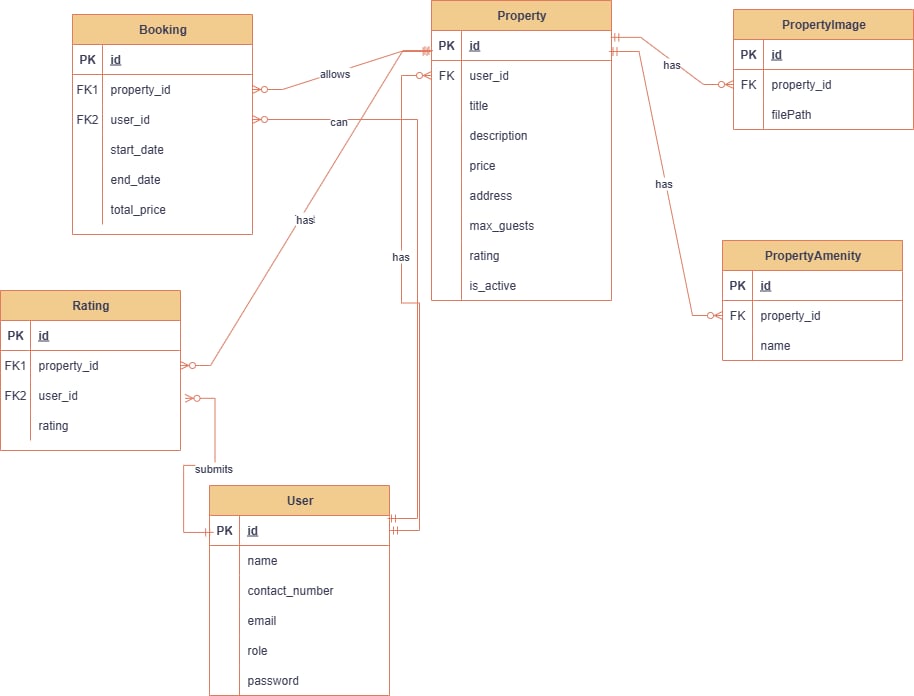 Booking
PK id
FK1 property_id
FK2 user_id
start_date
end_date
total_price
Property
PK id
FK user_id
title
description
price
address
max_guests
rating
is_active
PropertyImage
PK id
FK property_id
filePath
PropertyAmenity
PK id
FK property_id
name
Rating
PK id
FK1 property_id
FK2 user_id
rating
User
PK id
name
contact_number
email
role
password
allows
can
has
has
has
has
submits